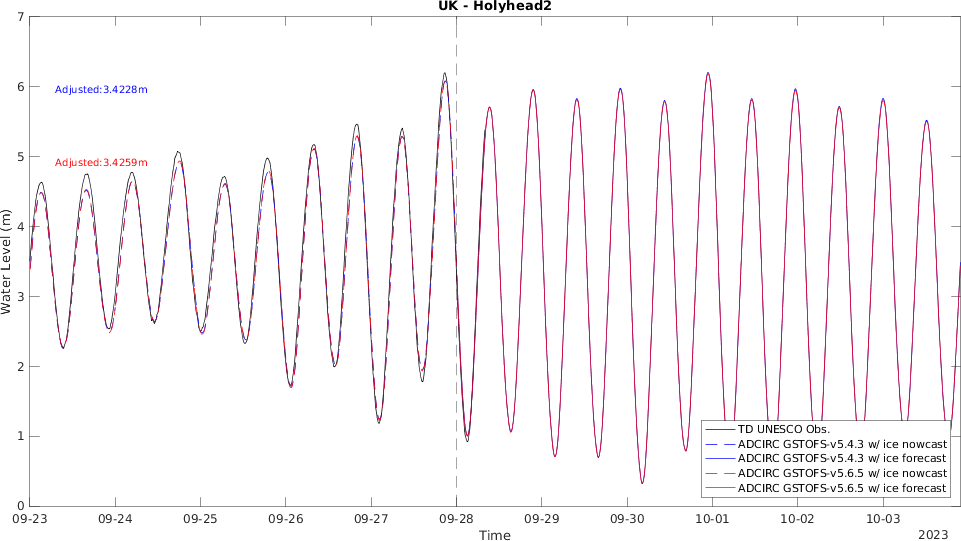 UK - Holyhead2
7
6
5
4
3
2
1
0
Water Level (m)
Adjusted:3.4228m
Adjusted:3.4259m
TD UNESCO Obs.
ADCIRC GSTOFS-v5.4.3 w/ ice nowcast
ADCIRC GSTOFS-v5.4.3 w/ ice forecast
ADCIRC GSTOFS-v5.6.5 w/ ice nowcast
ADCIRC GSTOFS-v5.6.5 w/ ice forecast
09-23 09-24 09-25 09-26 09-27 09-28 09-29 09-30 10-01 10-02 10-03
Time
2023